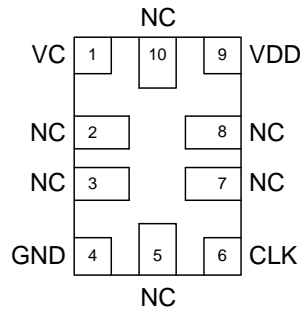 NC
VC 1 10 9 VDD
NC 2 8 NC
NC 3 7 NC
GND 4 5 6 CLK
NC